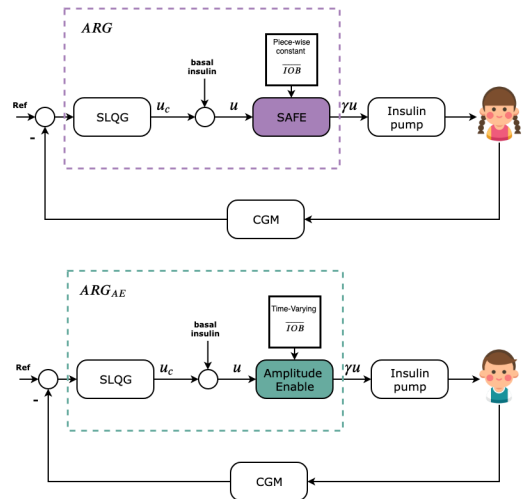 ARG
Piece-wise
constant
IOB
basal
insulin
Ref
-
SLQG
u_c
u
SAFE
γu
Insulin
pump
CGM
ARG_AE
Time-Varying
IOB
basal
insulin
Ref
-
SLQG
u_c
u
Amplitude
Enable
γu
Insulin
pump
CGM